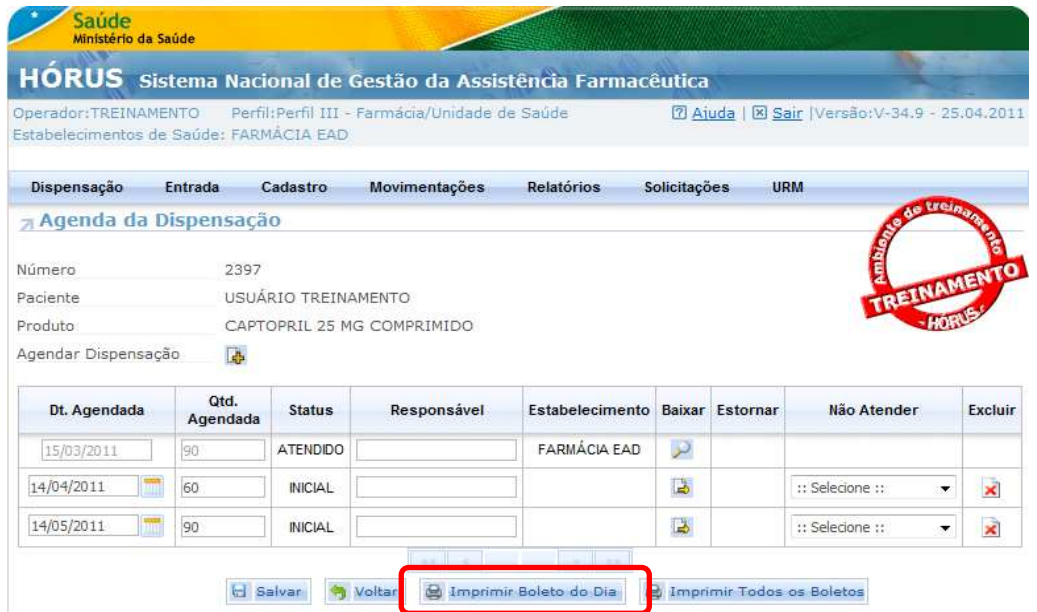 Saúde
Ministério da Saúde
HÓRUS Sistema Nacional de Gestão da Assistência Farmacêutica
Operador:TREINAMENTO Perfil:Perfil III - Farmácia/Unidade de Saúde Ajuda | Sair |Versão:V-34.9 - 25.04.2011
Estabelecimentos de Saúde: FARMÁCIA EAD
Dispensação Entrada Cadastro Movimentações Relatórios Solicitações URM
Agenda da Dispensação
Ambiente de treinamento
TREINAMENTO
- HÓRUS -
Número 2397
Paciente USUÁRIO TREINAMENTO
Produto CAPTOPRIL 25 MG COMPRIMIDO
Agendar Dispensação
Dt. Agendada Qtd. Agendada Status Responsável Estabelecimento Baixar Estornar Não Atender Excluir
15/03/2011 90 ATENDIDO FARMÁCIA EAD
14/04/2011 60 INICIAL :: Selecione ::
14/05/2011 90 INICIAL :: Selecione ::
Salvar Voltar Imprimir Boleto do Dia Imprimir Todos os Boletos